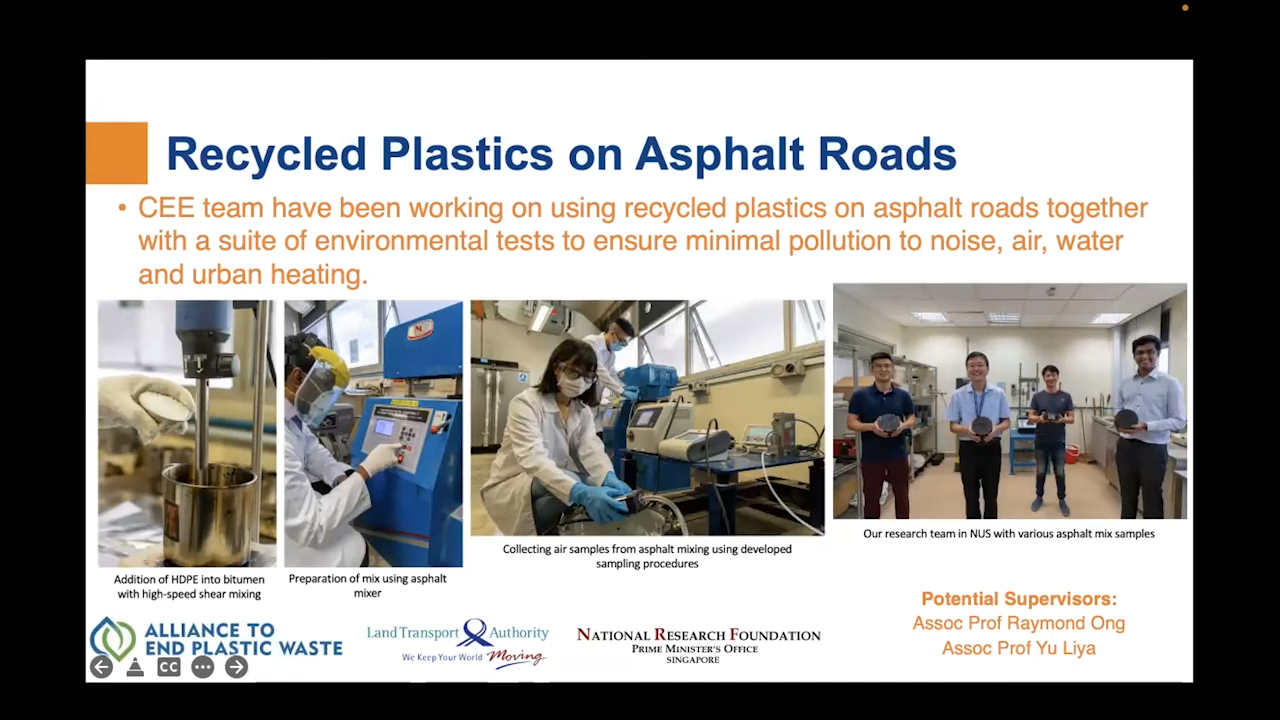 Recycled Plastics on Asphalt Roads
• CEE team have been working on using recycled plastics on asphalt roads together
with a suite of environmental tests to ensure minimal pollution to noise, air, water
and urban heating.
Addition of HDPE into bitumen
with high-speed shear mixing
Preparation of mix using asphalt
mixer
Collecting air samples from asphalt mixing using developed
sampling procedures
Our research team in NUS with various asphalt mix samples
Potential Supervisors:
Assoc Prof Raymond Ong
Assoc Prof Yu Liya
ALLIANCE TO
END PLASTIC WASTE
Land Transport Authority
We Keep Your World Moving
NATIONAL RESEARCH FOUNDATION
PRIME MINISTER'S OFFICE
SINGAPORE
CC